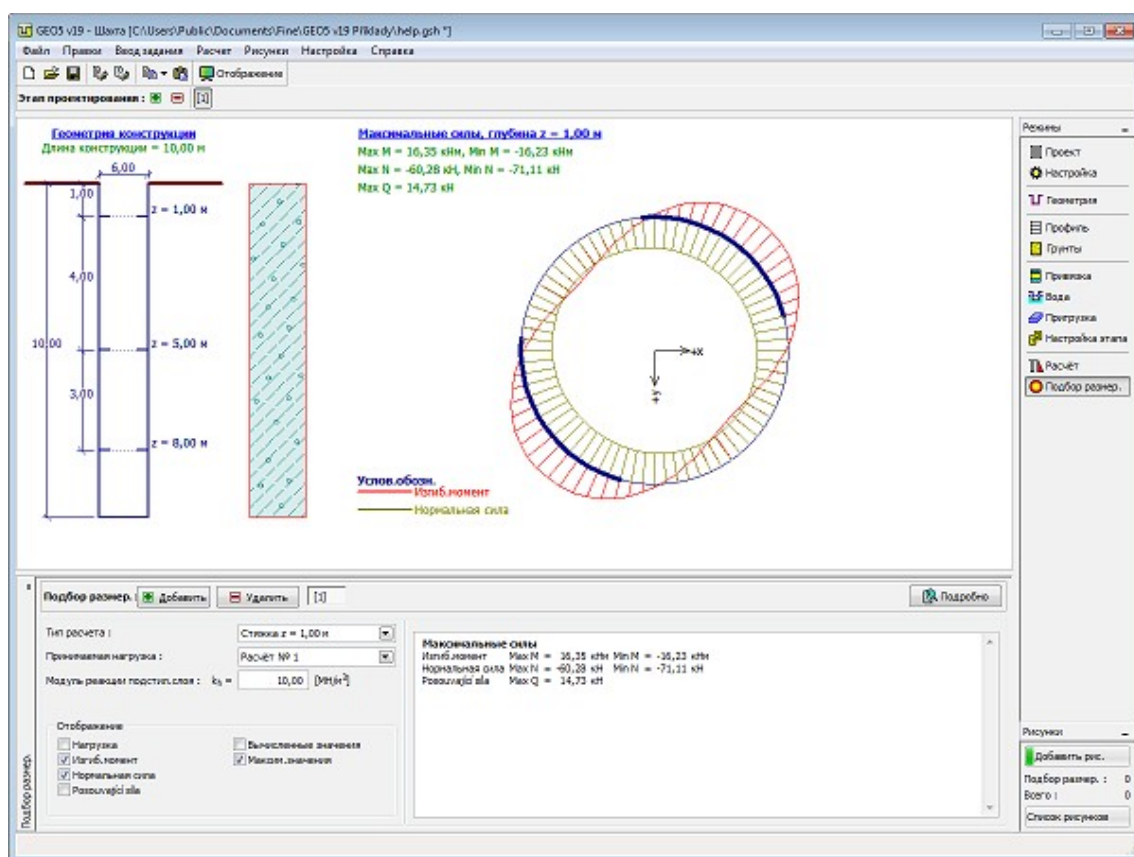 GEO5 v19 - Шахта [C:\Users\Public\Documents\Fine\GEO5 v19 Příklady\help.gsh *]
Файл Правки Ввод задания Расчет Рисунки Настройка Справка
Отображение
Этап проектирования : [1]
Геометрия конструкции
Длина конструкции = 10,00 м
6,00
1,00
z = 1,00 м
4,00
10,00
z = 5,00 м
3,00
z = 8,00 м
Максимальные силы, глубина z = 1,00 м
Max M = 16,35 кНм, Min M = -16,23 кНм
Max N = -60,28 кН, Min N = -71,11 кН
Max Q = 14,73 кН
+x
+y
Услов.обозн.
Изгиб.момент
Нормальная сила
Режимы
Проект
Настройка
Геометрия
Профиль
Грунты
Привязка
Вода
Пригрузка
Настройка этапа
Расчёт
Подбор размер.
Подбор размер. : Добавить Удалить [1] Подробно
Тип расчета : Стяжка z = 1,00 м
Принимаемая нагрузка : Расчёт № 1
Модуль реакции подстил.слоя : kh = 10,00 [МН/м³]
Отображение
Нагрузка Вычисленные значения
Изгиб.момент Максим.значения
Нормальная сила
Posouvající síla
Максимальные силы
Изгиб.момент Max M = 16,35 кНм Min M = -16,23 кНм
Нормальная сила Max N = -60,28 кН Min N = -71,11 кН
Posouvající síla Max Q = 14,73 кН
Подбор размер.
Рисунки
Добавить рис.
Подбор размер. : 0
Всего : 0
Список рисунков